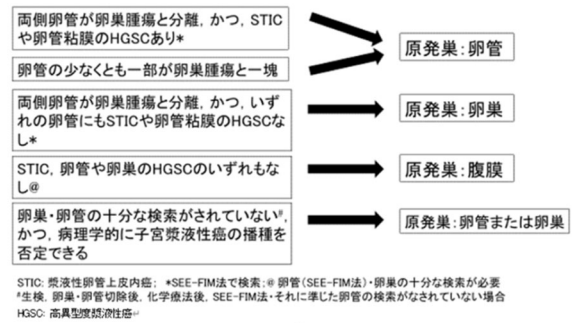 両側卵管が卵巣腫瘍と分離，かつ，STIC
や卵管粘膜のHGSCあり*
卵管の少なくとも一部が卵巣腫瘍と一塊
原発巣：卵管
両側卵管が卵巣腫瘍と分離，かつ，いず
れの卵管にもSTICや卵管粘膜のHGSCな
し*
原発巣：卵巣
STIC，卵管や卵巣のHGSCのいずれもな
し@
原発巣：腹膜
卵巣・卵管の十分な検索がされていない#，
かつ，病理学的に子宮漿液性癌の播種を
否定できる
原発巣：卵管または卵巣
STIC: 漿液性卵管上皮内癌；　*SEE-FIM法で検索；@ 卵管（SEE-FIM法）・卵巣の十分な検索が必要
#生検，卵巣・卵管切除後，化学療法後，SEE-FIM法・それに準じた卵管の検索がなされていない場合
HGSC: 高異型度漿液性癌↵